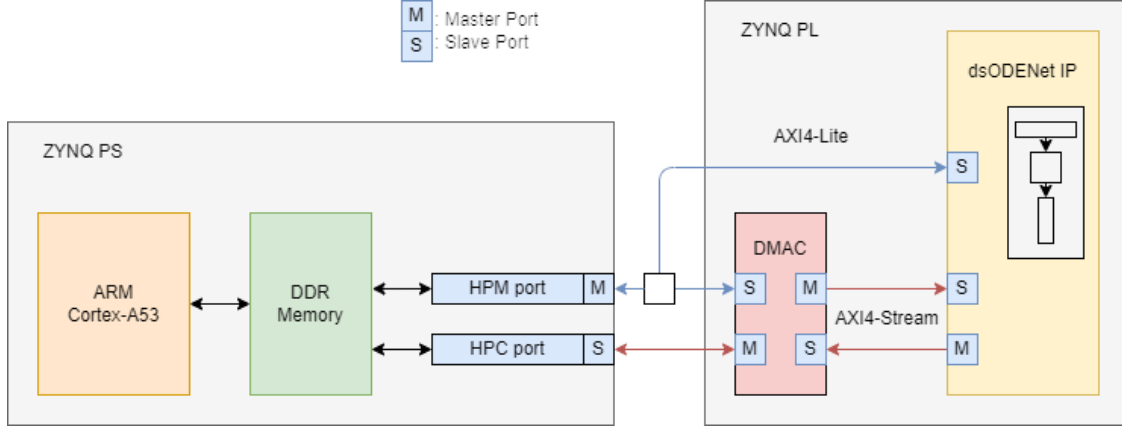 M : Master Port
S : Slave Port
ZYNQ PL
dsODENet IP
ZYNQ PS
AXI4-Lite
S
ARM
Cortex-A53
DDR
Memory
HPM port M
HPC port S
DMAC
S M
M S
AXI4-Stream
S
M